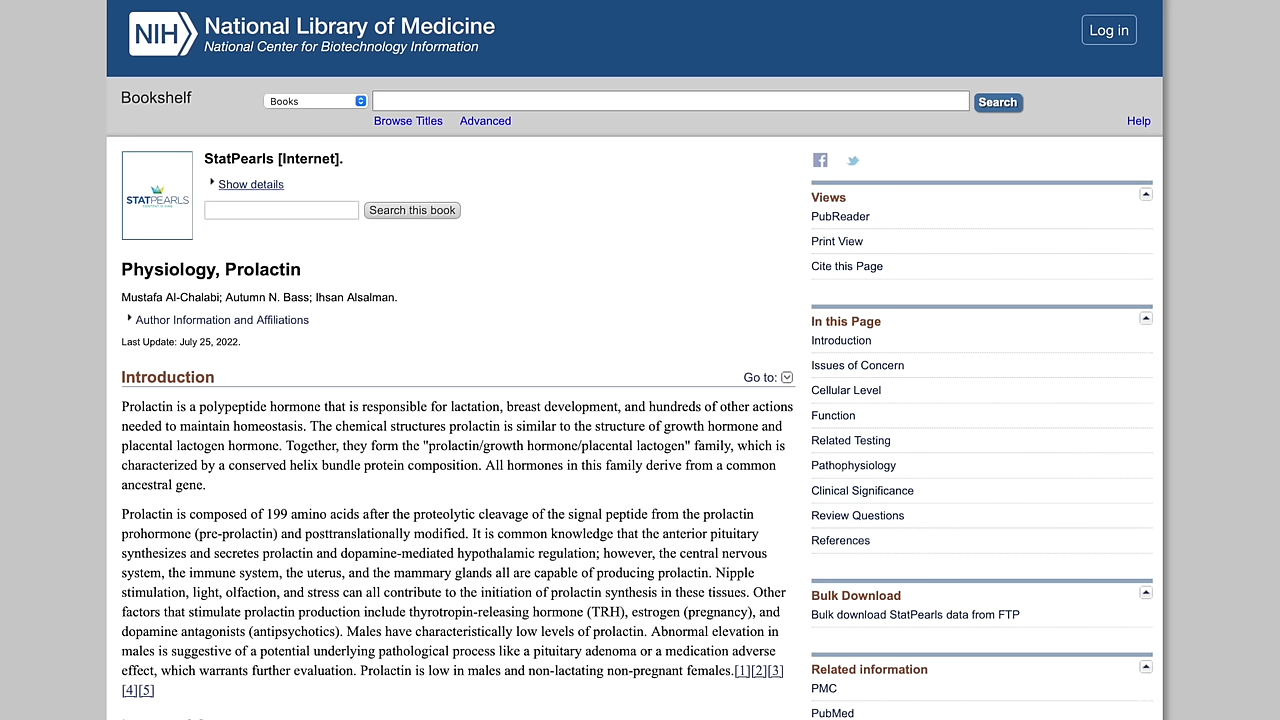 NIH National Library of Medicine
National Center for Biotechnology Information
Log in
Bookshelf
Books
Search
Browse Titles Advanced
Help
STATPEARLS
StatPearls [Internet].
Show details
Search this book
Physiology, Prolactin
Mustafa Al-Chalabi; Autumn N. Bass; Ihsan Alsalman.
Author Information and Affiliations
Last Update: July 25, 2022.
Introduction
Go to:
Prolactin is a polypeptide hormone that is responsible for lactation, breast development, and hundreds of other actions
needed to maintain homeostasis. The chemical structures prolactin is similar to the structure of growth hormone and
placental lactogen hormone. Together, they form the "prolactin/growth hormone/placental lactogen" family, which is
characterized by a conserved helix bundle protein composition. All hormones in this family derive from a common
ancestral gene.
Prolactin is composed of 199 amino acids after the proteolytic cleavage of the signal peptide from the prolactin
prohormone (pre-prolactin) and posttranslationally modified. It is common knowledge that the anterior pituitary
synthesizes and secretes prolactin and dopamine-mediated hypothalamic regulation; however, the central nervous
system, the immune system, the uterus, and the mammary glands all are capable of producing prolactin. Nipple
stimulation, light, olfaction, and stress can all contribute to the initiation of prolactin synthesis in these tissues. Other
factors that stimulate prolactin production include thyrotropin-releasing hormone (TRH), estrogen (pregnancy), and
dopamine antagonists (antipsychotics). Males have characteristically low levels of prolactin. Abnormal elevation in
males is suggestive of a potential underlying pathological process like a pituitary adenoma or a medication adverse
effect, which warrants further evaluation. Prolactin is low in males and non-lactating non-pregnant females.[1][2][3]
[4][5]
Views
PubReader
Print View
Cite this Page
In this Page
Introduction
Issues of Concern
Cellular Level
Function
Related Testing
Pathophysiology
Clinical Significance
Review Questions
References
Bulk Download
Bulk download StatPearls data from FTP
Related information
PMC
PubMed